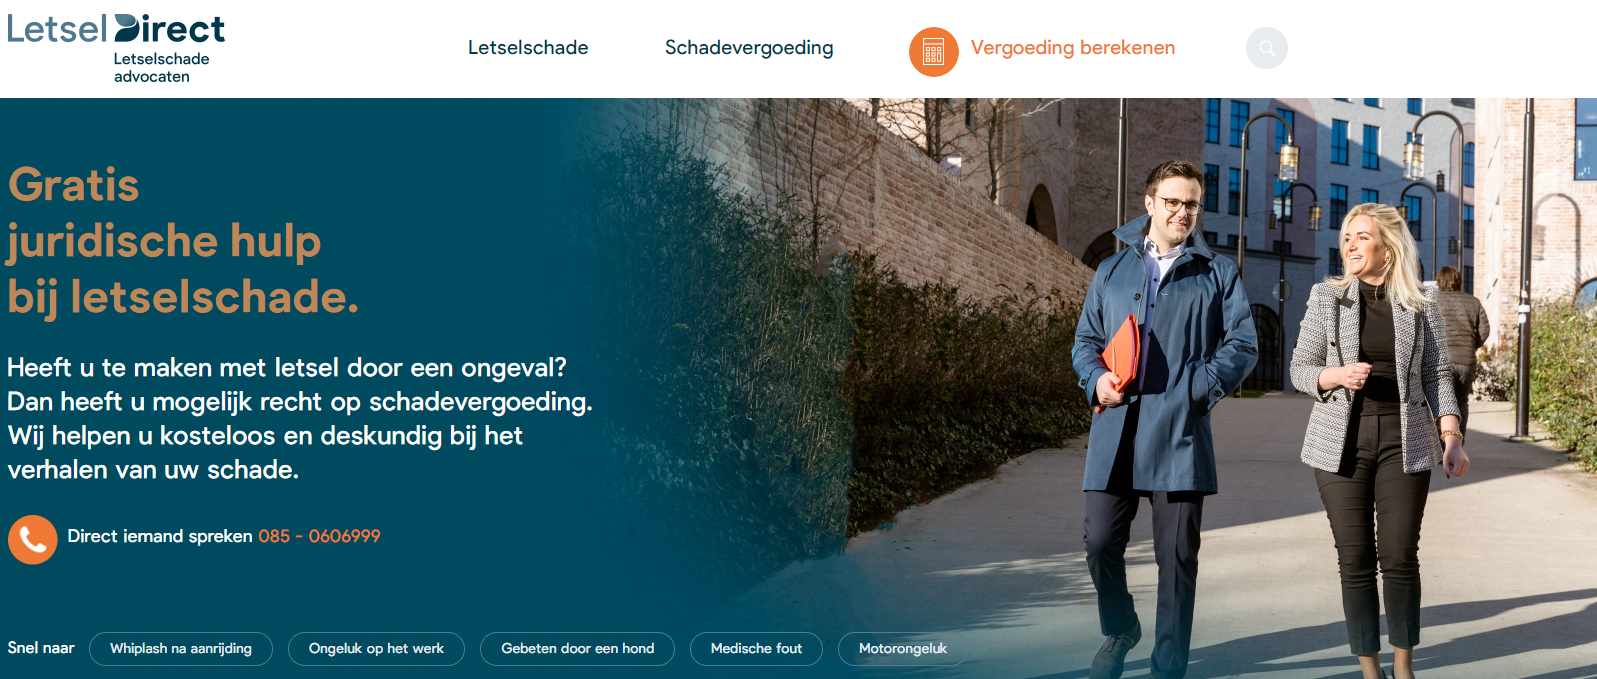 Letsel Direct
Letselschade
advocaten
Letselschade
Schadevergoeding
Vergoeding berekenen
Gratis
juridische hulp
bij letselschade.
Heeft u te maken met letsel door een ongeval?
Dan heeft u mogelijk recht op schadevergoeding.
Wij helpen u kosteloos en deskundig bij het
verhalen van uw schade.
Direct iemand spreken 085 - 0606999
Snel naar
Whiplash na aanrijding
Ongeluk op het werk
Gebeten door een hond
Medische fout
Motorongeluk